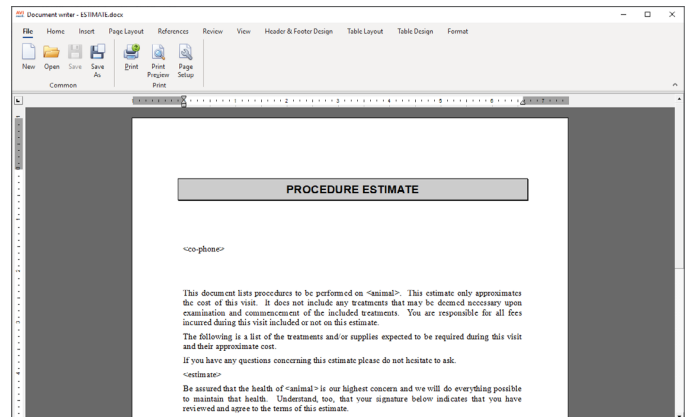 Document writer - ESTIMATE.docx
File Home Insert Page Layout References Review View Header & Footer Design Table Layout Table Design Format
New Open Save Save As Print Print Preview Page Setup
Common Print
PROCEDURE ESTIMATE
<co-phone>
This document lists procedures to be performed on <animal>. This estimate only approximates
the cost of this visit. It does not include any treatments that may be deemed necessary upon
examination and commencement of the included treatments. You are responsible for all fees
incurred during this visit included or not on this estimate.
The following is a list of the treatments and/or supplies expected to be required during this visit
and their approximate cost.
If you have any questions concerning this estimate please do not hesitate to ask.
<estimate>
Be assured that the health of <animal> is our highest concern and we will do everything possible
to maintain that health. Understand, too, that your signature below indicates that you have
reviewed and agree to the terms of this estimate.